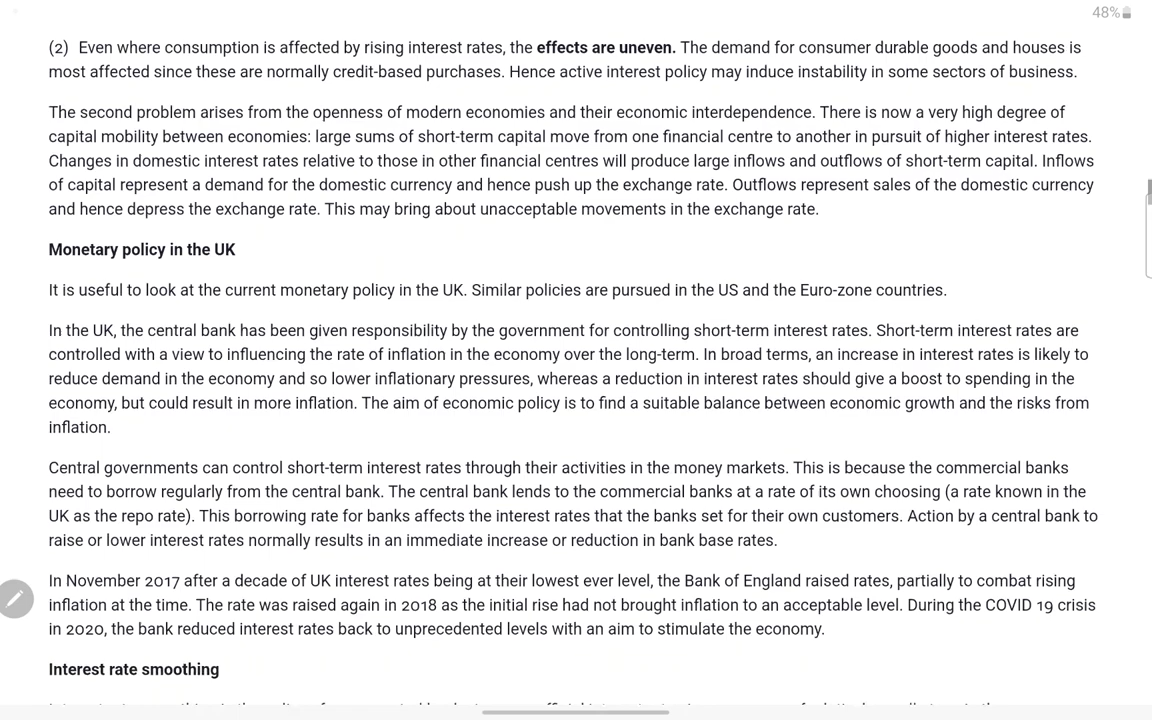 48%
(2) Even where consumption is affected by rising interest rates, the effects are uneven. The demand for consumer durable goods and houses is
most affected since these are normally credit-based purchases. Hence active interest policy may induce instability in some sectors of business.
The second problem arises from the openness of modern economies and their economic interdependence. There is now a very high degree of
capital mobility between economies: large sums of short-term capital move from one financial centre to another in pursuit of higher interest rates.
Changes in domestic interest rates relative to those in other financial centres will produce large inflows and outflows of short-term capital. Inflows
of capital represent a demand for the domestic currency and hence push up the exchange rate. Outflows represent sales of the domestic currency
and hence depress the exchange rate. This may bring about unacceptable movements in the exchange rate.
Monetary policy in the UK
It is useful to look at the current monetary policy in the UK. Similar policies are pursued in the US and the Euro-zone countries.
In the UK, the central bank has been given responsibility by the government for controlling short-term interest rates. Short-term interest rates are
controlled with a view to influencing the rate of inflation in the economy over the long-term. In broad terms, an increase in interest rates is likely to
reduce demand in the economy and so lower inflationary pressures, whereas a reduction in interest rates should give a boost to spending in the
economy, but could result in more inflation. The aim of economic policy is to find a suitable balance between economic growth and the risks from
inflation.
Central governments can control short-term interest rates through their activities in the money markets. This is because the commercial banks
need to borrow regularly from the central bank. The central bank lends to the commercial banks at a rate of its own choosing (a rate known in the
UK as the repo rate). This borrowing rate for banks affects the interest rates that the banks set for their own customers. Action by a central bank to
raise or lower interest rates normally results in an immediate increase or reduction in bank base rates.
In November 2017 after a decade of UK interest rates being at their lowest ever level, the Bank of England raised rates, partially to combat rising
inflation at the time. The rate was raised again in 2018 as the initial rise had not brought inflation to an acceptable level. During the COVID 19 crisis
in 2020, the bank reduced interest rates back to unprecedented levels with an aim to stimulate the economy.
Interest rate smoothing